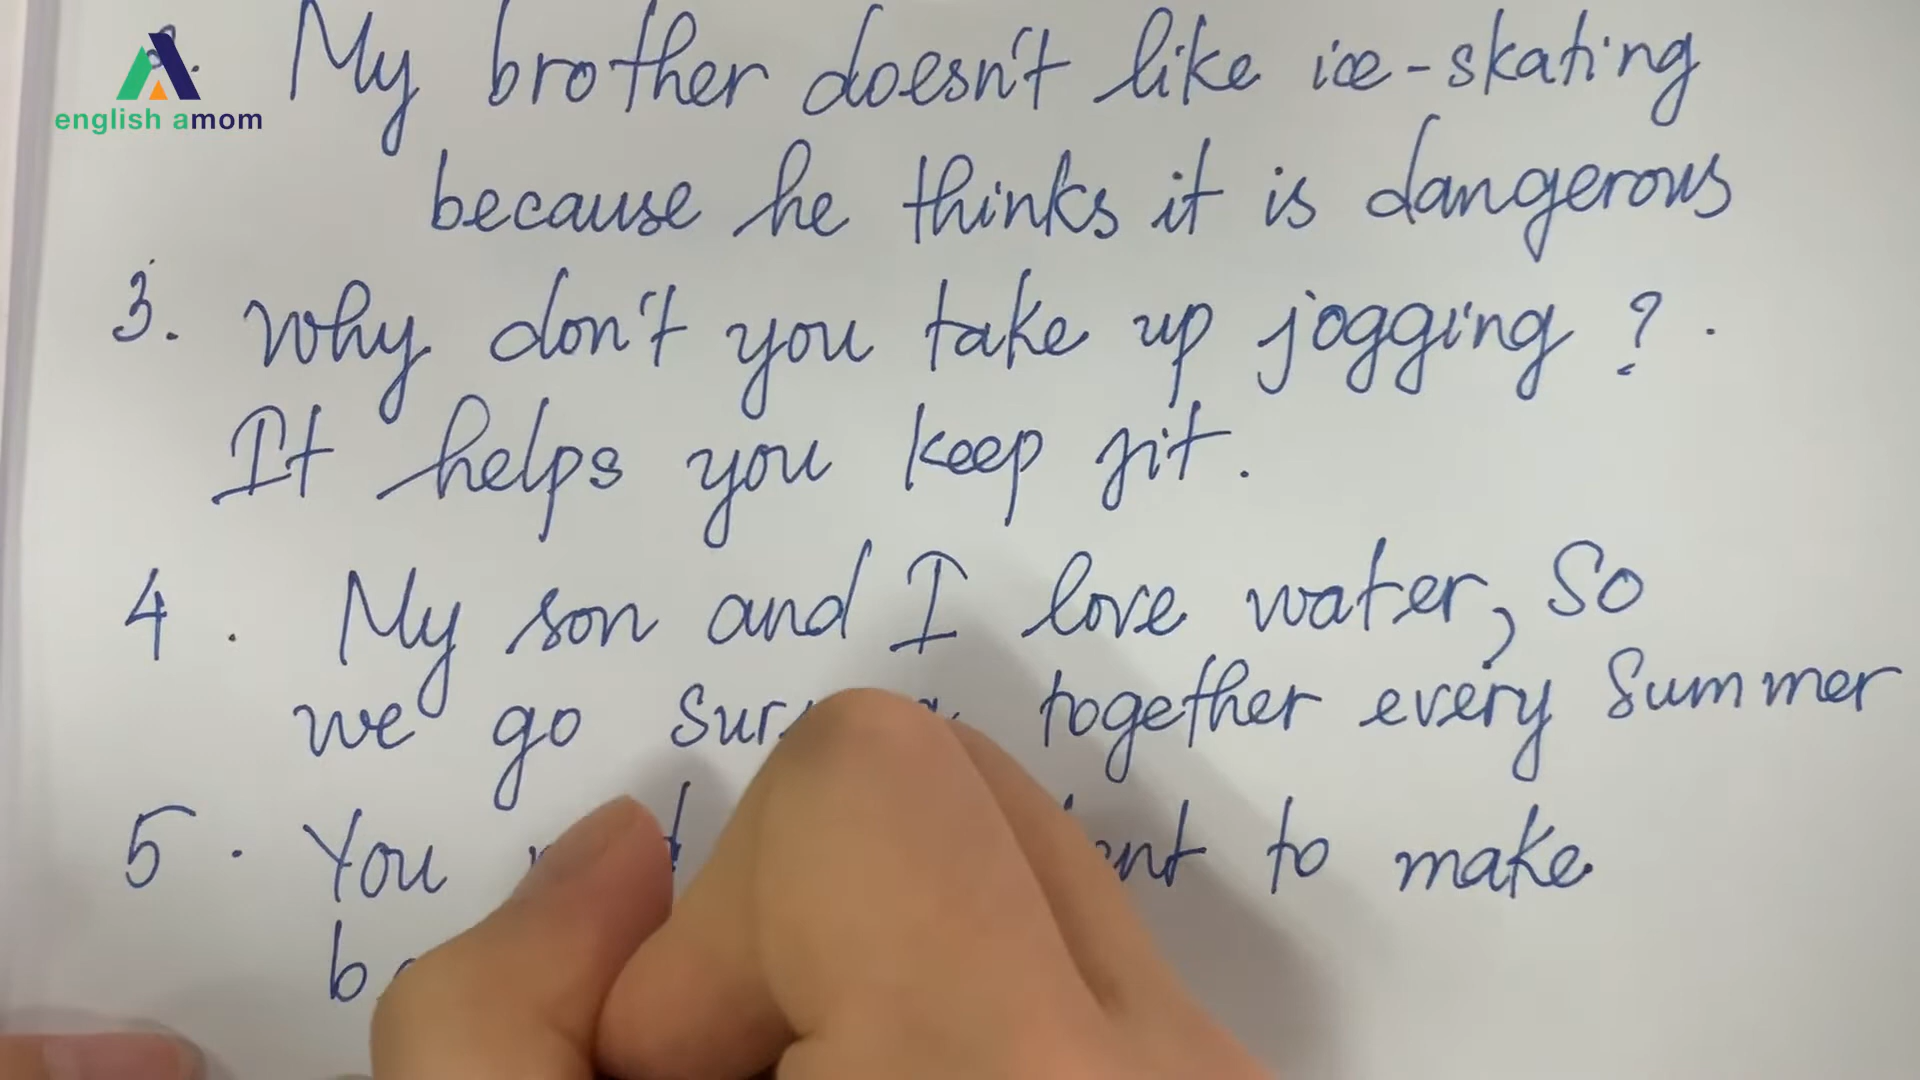 english amom
My brother doesn't like ice-skating
because he thinks it is dangerous
3. Why don't you take up jogging ? .
It helps you keep fit.
4. My son and I love water, So
we go together every Summer
5. You to make